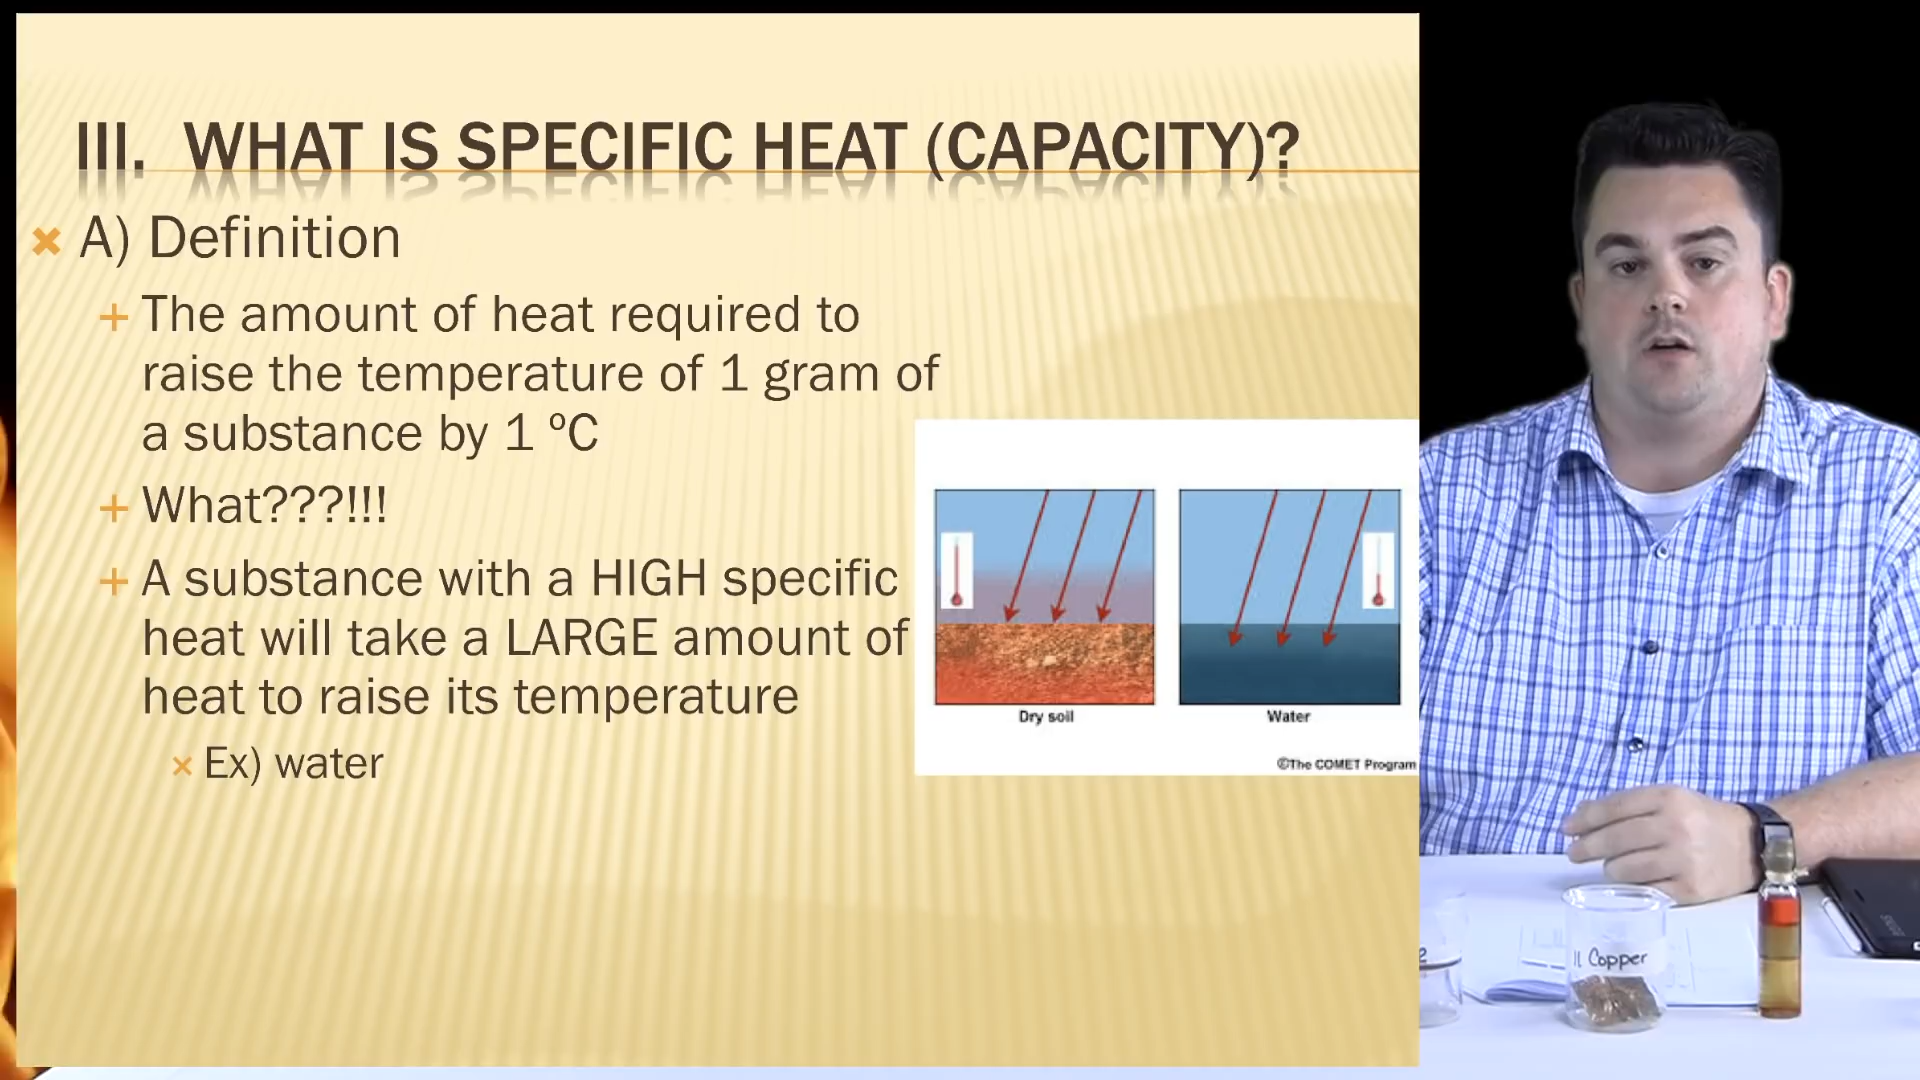 III. WHAT IS SPECIFIC HEAT (CAPACITY)?
A) Definition
The amount of heat required to
raise the temperature of 1 gram of
a substance by 1 ºC
What???!!!
A substance with a HIGH specific
heat will take a LARGE amount of
heat to raise its temperature
Ex) water
Dry soil
Water
©The COMET Program
Copper